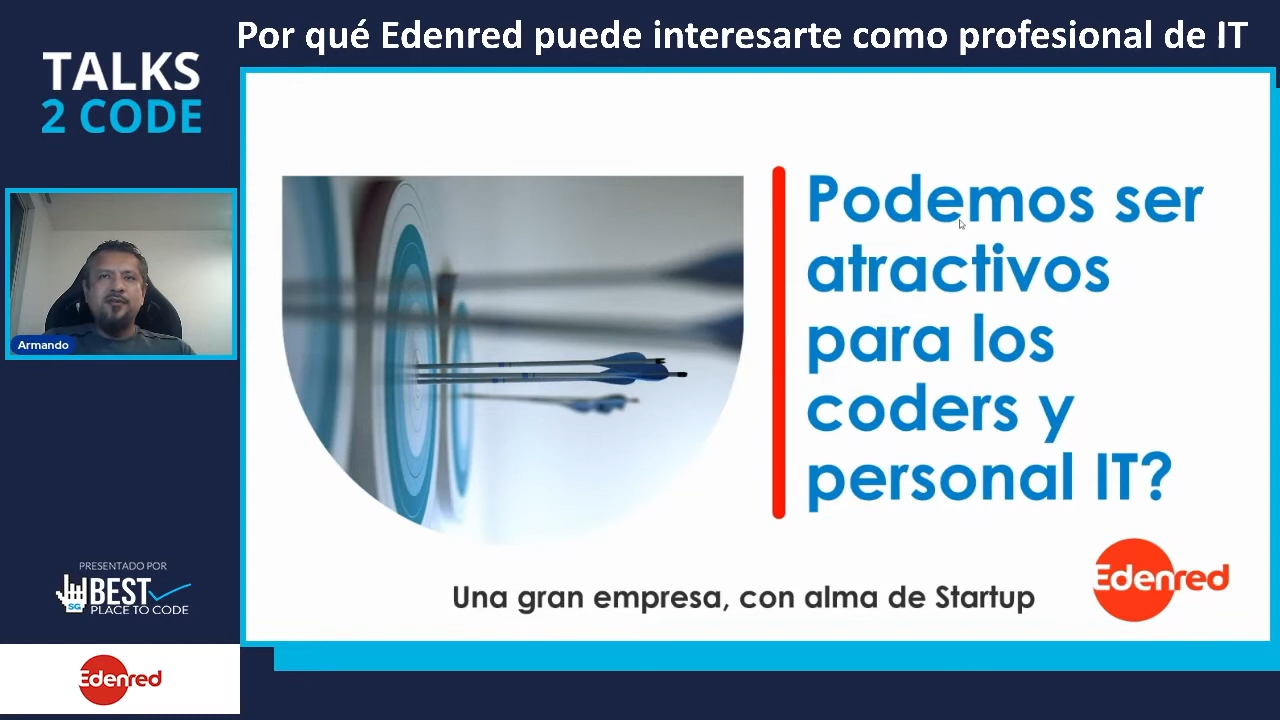 Por qué Edenred puede interesarte como profesional de IT
TALKS
2 CODE
Armando
Podemos ser
atractivos
para los
coders y
personal IT?
Una gran empresa, con alma de Startup
Edenred
PRESENTADO POR
SG
BEST
PLACE TO CODE
Edenred